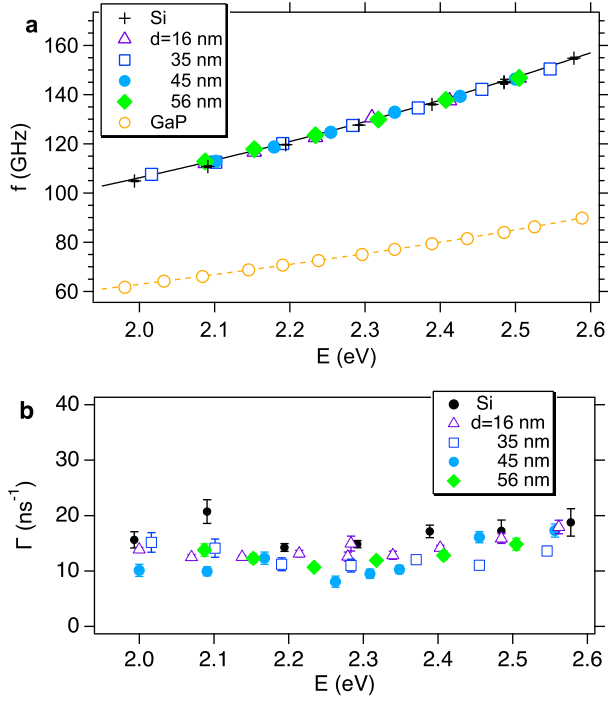 a
Si
d=16 nm
35 nm
45 nm
56 nm
GaP
160
140
120
100
80
60
f (GHz)
2.0 2.1 2.2 2.3 2.4 2.5 2.6
E (eV)
b
Si
d=16 nm
35 nm
45 nm
56 nm
40
30
20
10
0
Γ (ns⁻¹)
2.0 2.1 2.2 2.3 2.4 2.5 2.6
E (eV)